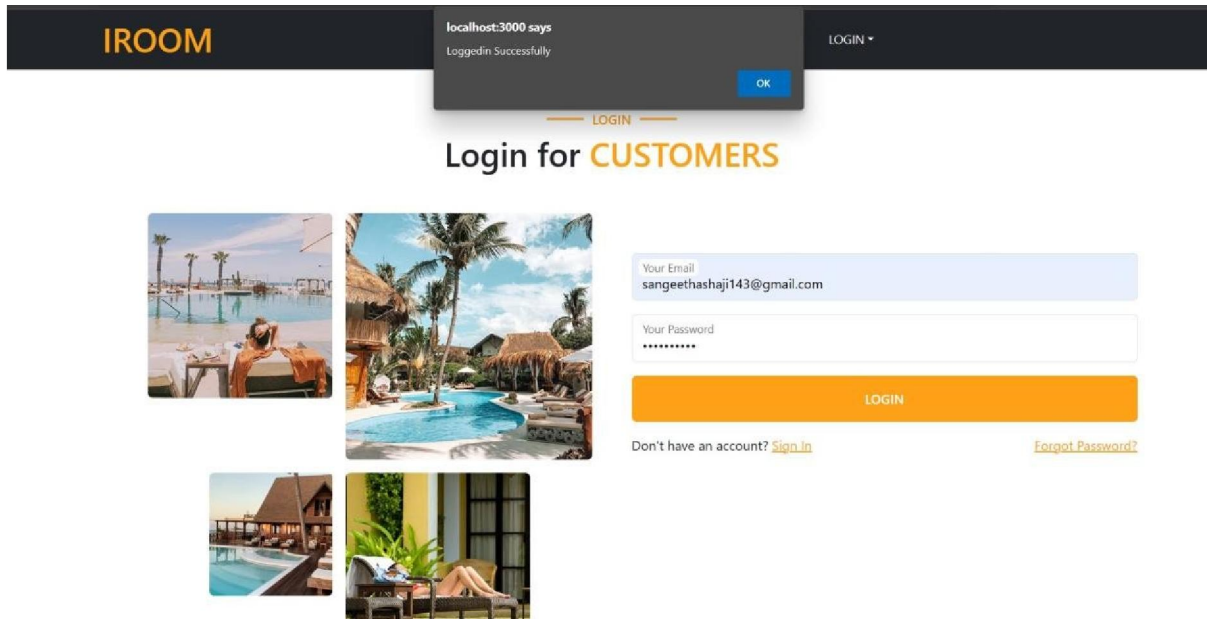 localhost:3000 says
Loggedin Successfully
OK
IROOM
LOGIN
LOGIN
Login for CUSTOMERS
Your Email
sangeethashaji143@gmail.com
Your Password
••••••••••
LOGIN
Don't have an account? Sign In
Forgot Password?